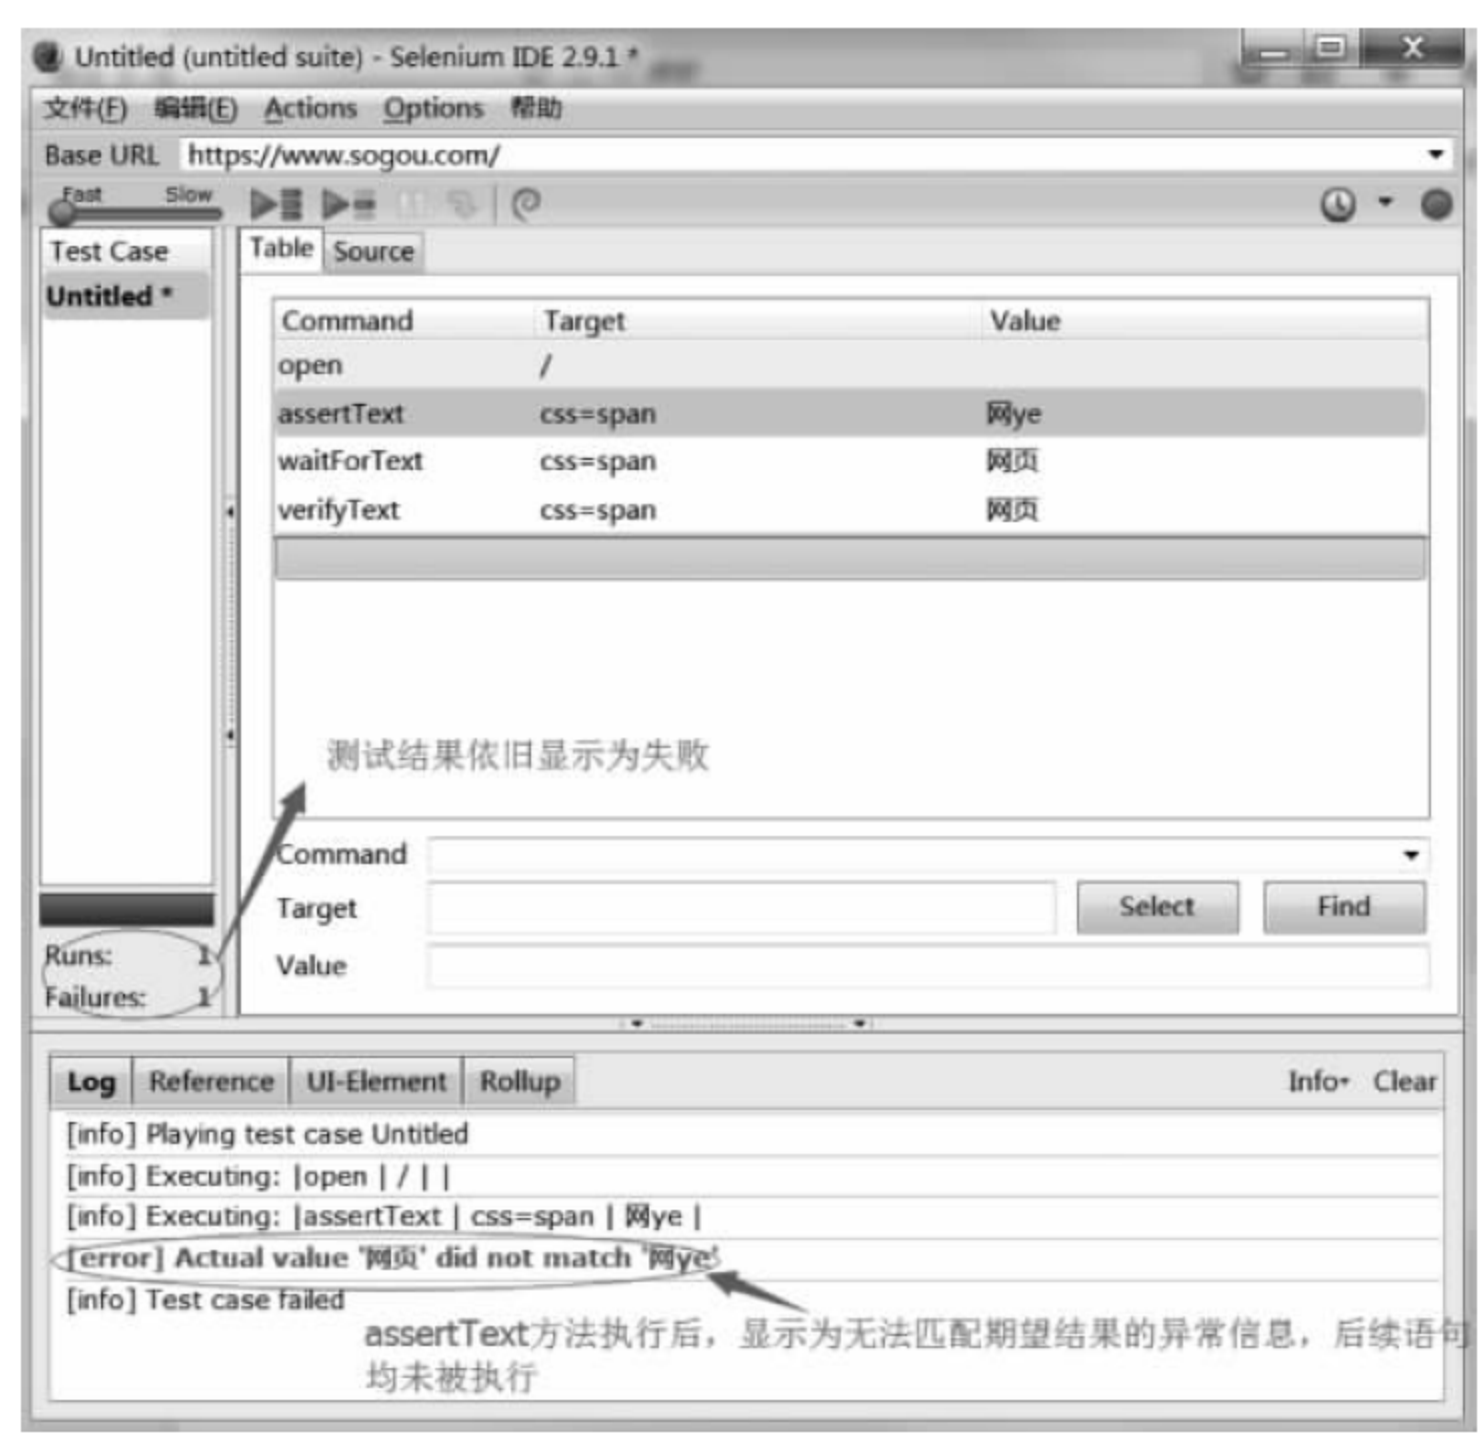 Untitled (untitled suite) - Selenium IDE 2.9.1 *
文件(F) 编辑(E) Actions Options 帮助
Base URL https://www.sogou.com/
Fast Slow
Test Case
Untitled *
Table Source
Command Target Value
open /
assertText css=span 网ye
waitForText css=span 网页
verifyText css=span 网页
测试结果依旧显示为失败
Command
Target Select Find
Value
Runs: 1
Failures: 1
Log Reference UI-Element Rollup Info Clear
[info] Playing test case Untitled
[info] Executing: |open | / | |
[info] Executing: |assertText | css=span | 网ye |
[error] Actual value '网页' did not match '网ye'
[info] Test case failed
assertText方法执行后，显示为无法匹配期望结果的异常信息，后续语句
均未被执行